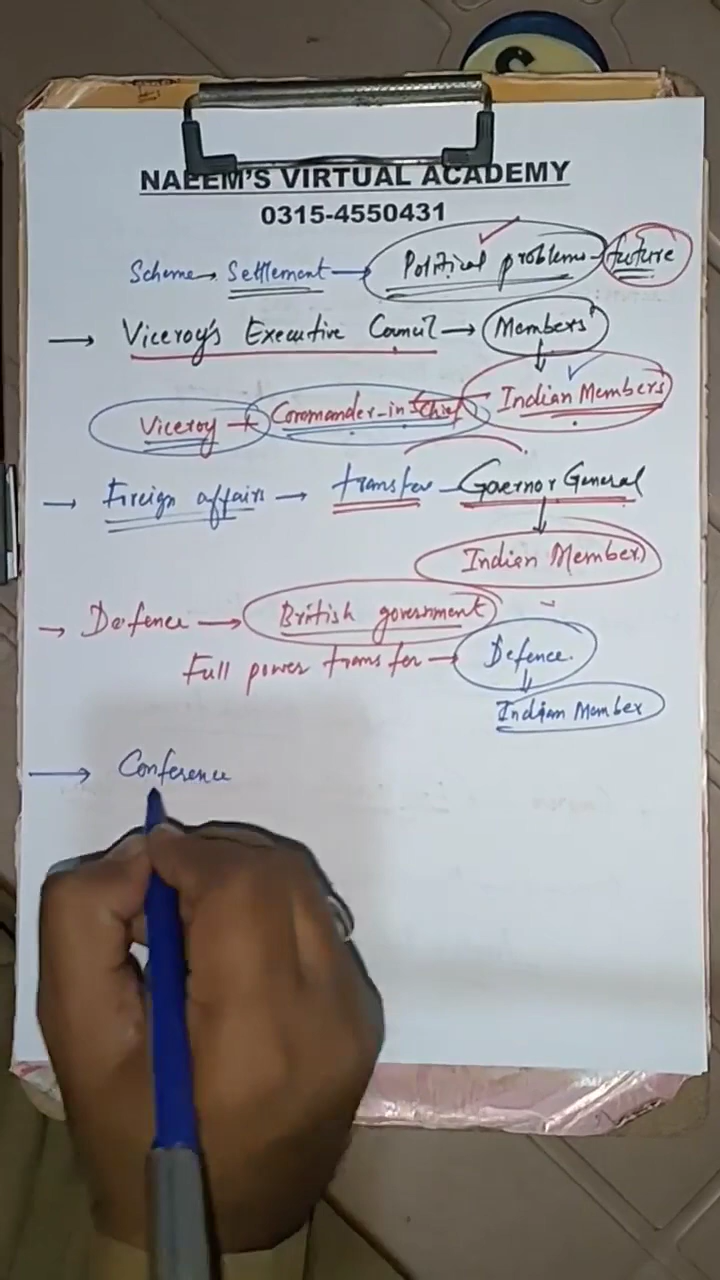 NAEEM'S VIRTUAL ACADEMY
0315-4550431
Scheme → Settlement → Political problems - future
→ Viceroy's Executive Council → Members
Viceroy + Commander-in Chief Indian Members
→ Foreign affairs → transfer - Governor General
Indian Member
→ Defence → British government
Full power transfer → Defence.
Indian Member
→ Conference